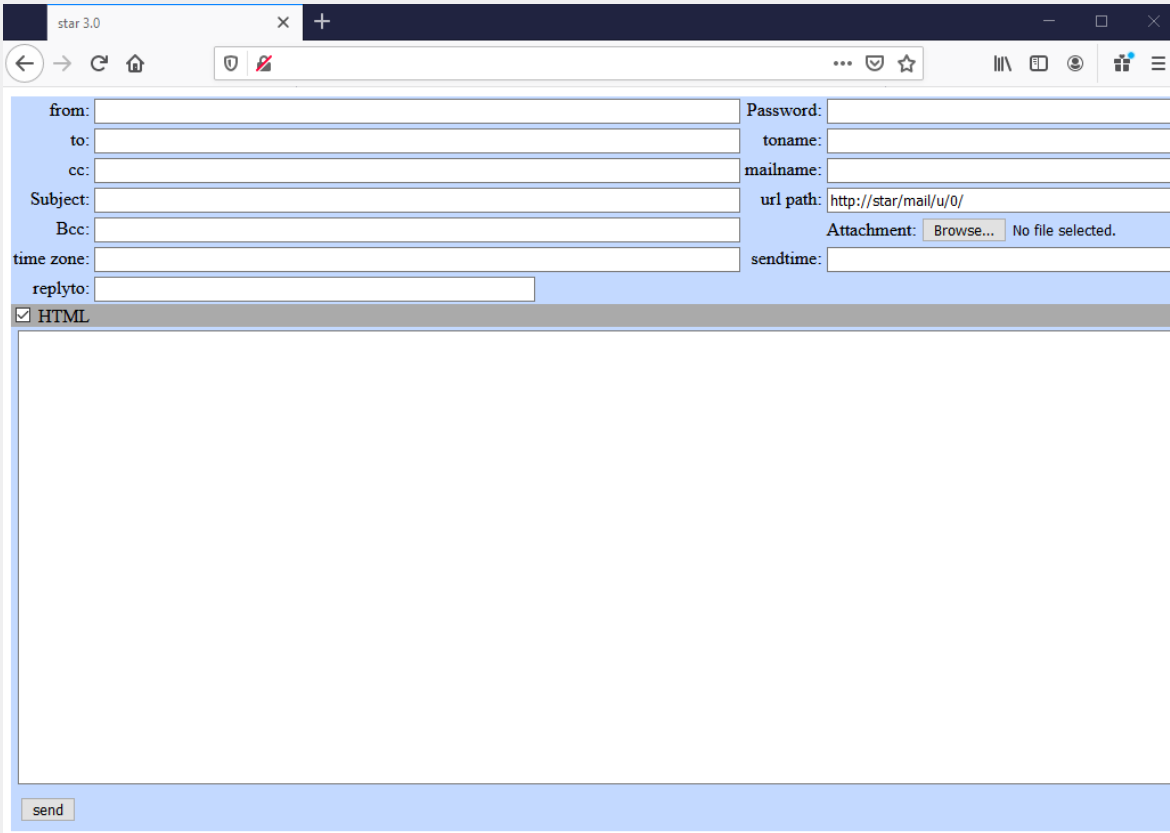 star 3.0
from: Password:
to: toname:
cc: mailname:
Subject: url path: http://star/mail/u/0/
Bcc: Attachment: Browse... No file selected.
time zone: sendtime:
replyto:
HTML
send